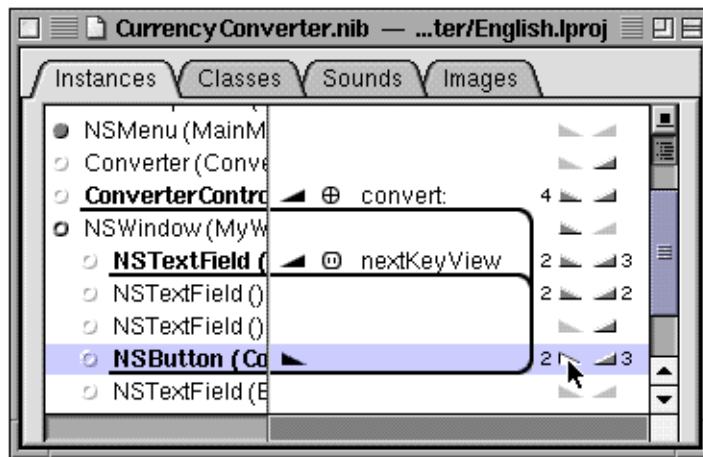 CurrencyConverter.nib — ...ter/English.lproj
Instances Classes Sounds Images
NSMenu (MainM
Converter (Conve
ConverterContro convert: 4
NSWindow (MyW
NSTextField ( nextKeyView 2 3
NSTextField () 2 2
NSTextField ()
NSButton (Co 2 3
NSTextField (E